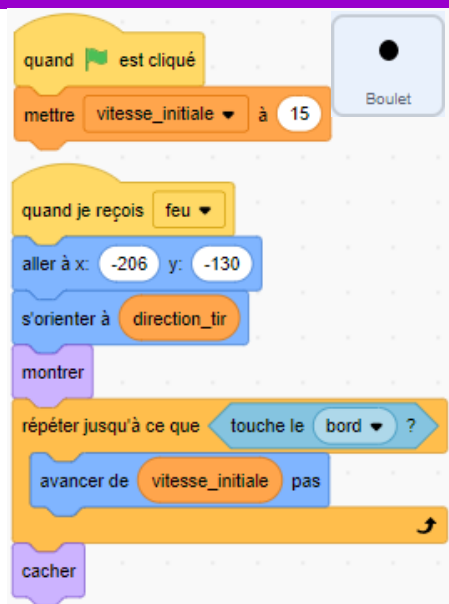 quand est cliqué
mettre vitesse_initiale à 15
Boulet
quand je reçois feu
aller à x: -206 y: -130
s'orienter à direction_tir
montrer
répéter jusqu'à ce que touche le bord ?
avancer de vitesse_initiale pas
cacher